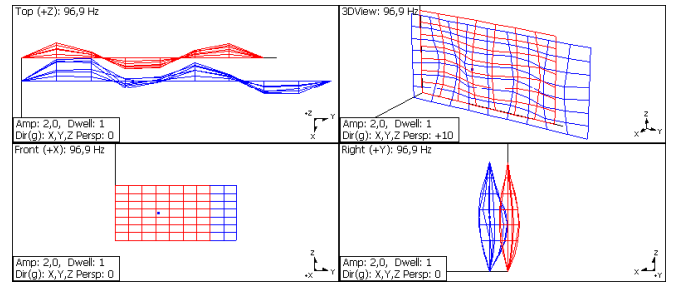 Top (+Z): 96,9 Hz
+Z
Y
X
Amp: 2,0, Dwell: 1
Dir(g): X,Y,Z Persp: 0
3DView: 96,9 Hz
Z
X
Y
Amp: 2,0, Dwell: 1
Dir(g): X,Y,Z Persp: +10
Front (+X): 96,9 Hz
Z
+X
Y
Amp: 2,0, Dwell: 1
Dir(g): X,Y,Z Persp: 0
Right (+Y): 96,9 Hz
Z
X
+Y
Amp: 2,0, Dwell: 1
Dir(g): X,Y,Z Persp: 0